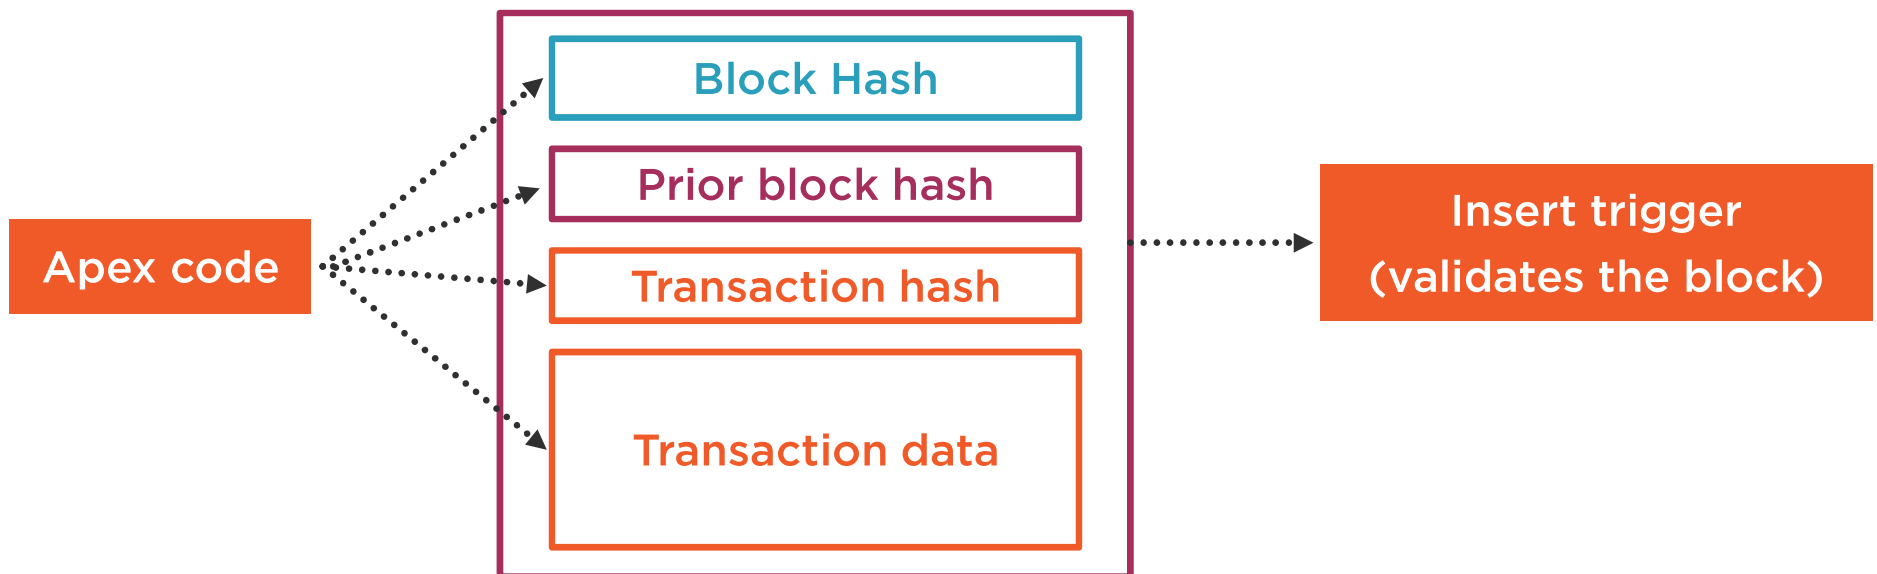 Apex code
Block Hash
Prior block hash
Transaction hash
Transaction data
Insert trigger
(validates the block)